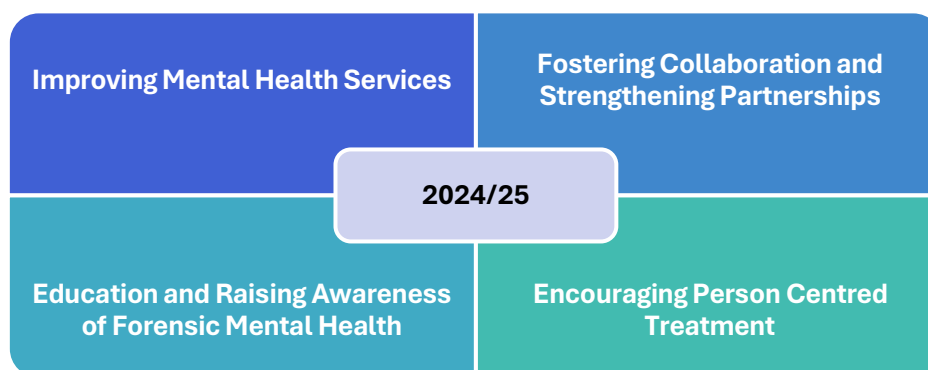 Improving Mental Health Services
Fostering Collaboration and
Strengthening Partnerships
2024/25
Education and Raising Awareness
of Forensic Mental Health
Encouraging Person Centred
Treatment